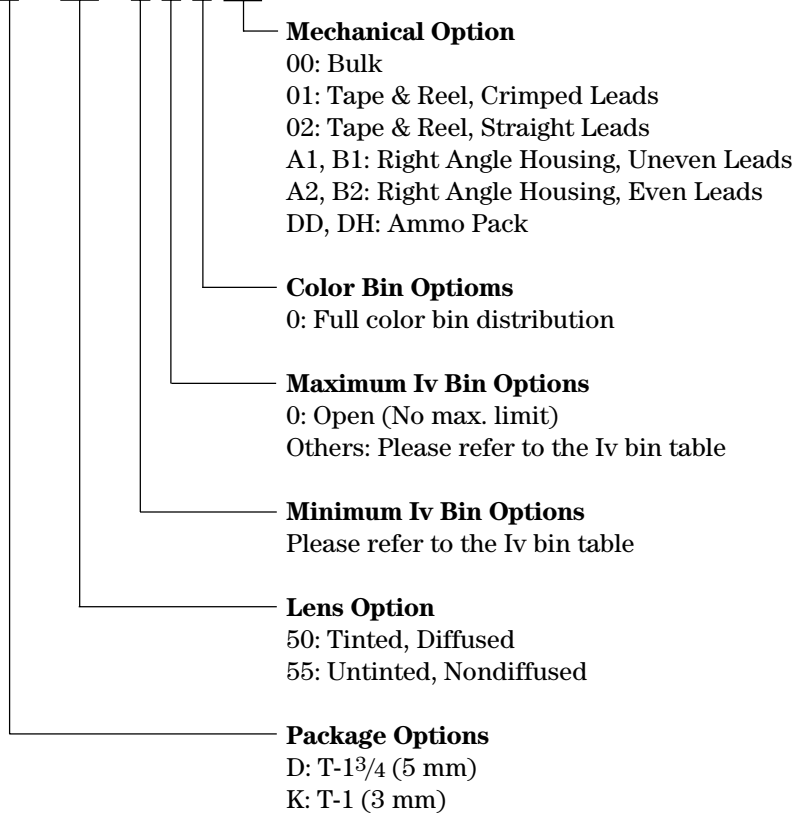 Mechanical Option
00: Bulk
01: Tape & Reel, Crimped Leads
02: Tape & Reel, Straight Leads
A1, B1: Right Angle Housing, Uneven Leads
A2, B2: Right Angle Housing, Even Leads
DD, DH: Ammo Pack
Color Bin Optioms
0: Full color bin distribution
Maximum Iv Bin Options
0: Open (No max. limit)
Others: Please refer to the Iv bin table
Minimum Iv Bin Options
Please refer to the Iv bin table
Lens Option
50: Tinted, Diffused
55: Untinted, Nondiffused
Package Options
D: T-13/4 (5 mm)
K: T-1 (3 mm)